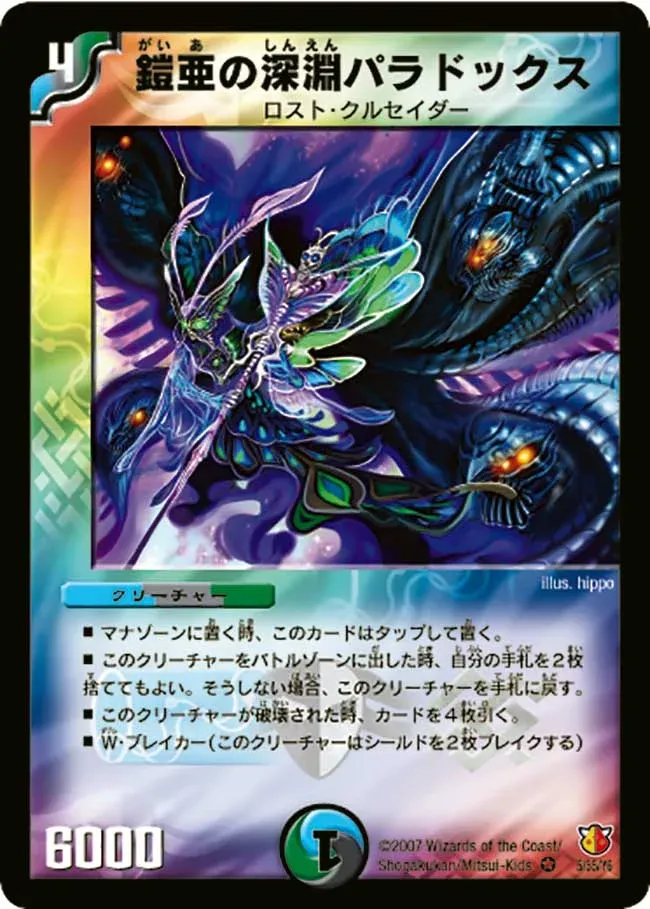 4
がい あ しん えん
鎧亜の深淵パラドックス
ロスト・クルセイダー
illus. hippo
クリーチャー
■ マナゾーンに置く時、このカードはタップして置く。
■ このクリーチャーをバトルゾーンに出した時、自分の手札を2枚
捨ててもよい。そうしない場合、このクリーチャーを手札に戻す。
■ このクリーチャーが破壊された時、カードを4枚引く。
■ W・ブレイカー(このクリーチャーはシールドを2枚ブレイクする)
6000
1
©2007 Wizards of the Coast/
Shogakukan/Mitsui-Kids